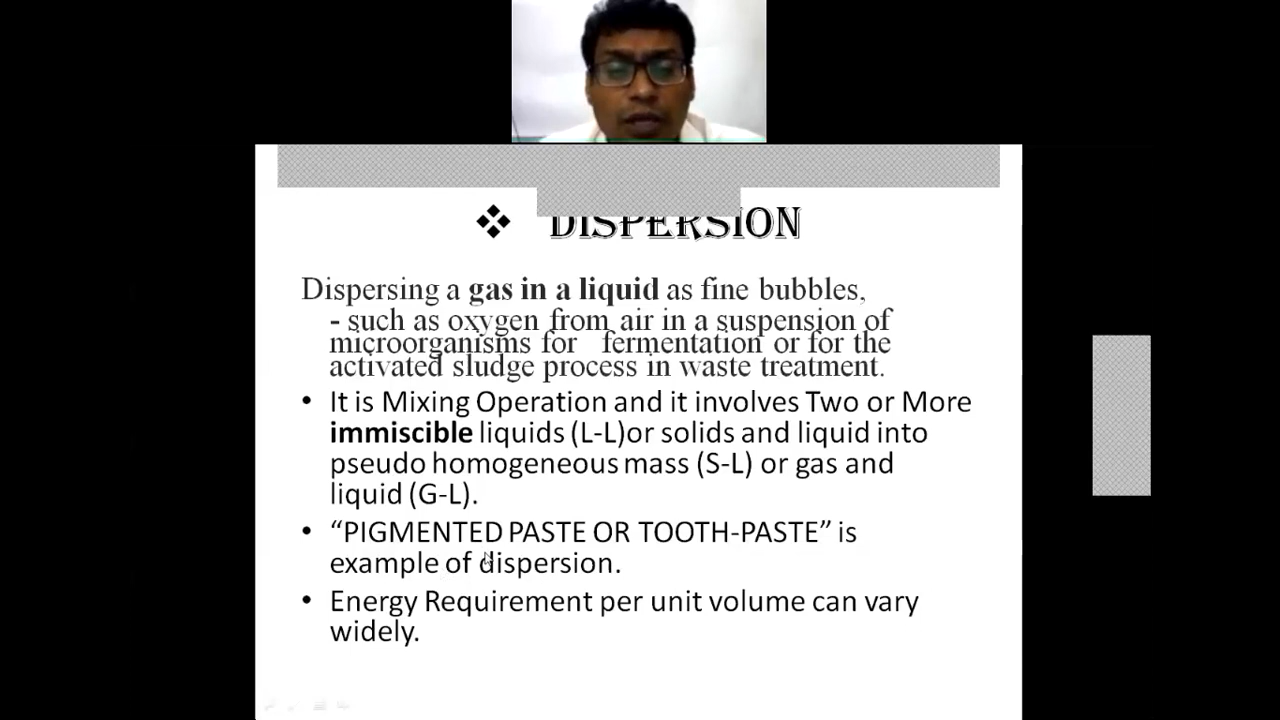 ❖ DISPERSION
Dispersing a gas in a liquid as fine bubbles,
- such as oxygen from air in a suspension of
microorganisms for fermentation or for the
activated sludge process in waste treatment.
• It is Mixing Operation and it involves Two or More
immiscible liquids (L-L)or solids and liquid into
pseudo homogeneous mass (S-L) or gas and
liquid (G-L).
• “PIGMENTED PASTE OR TOOTH-PASTE” is
example of dispersion.
• Energy Requirement per unit volume can vary
widely.